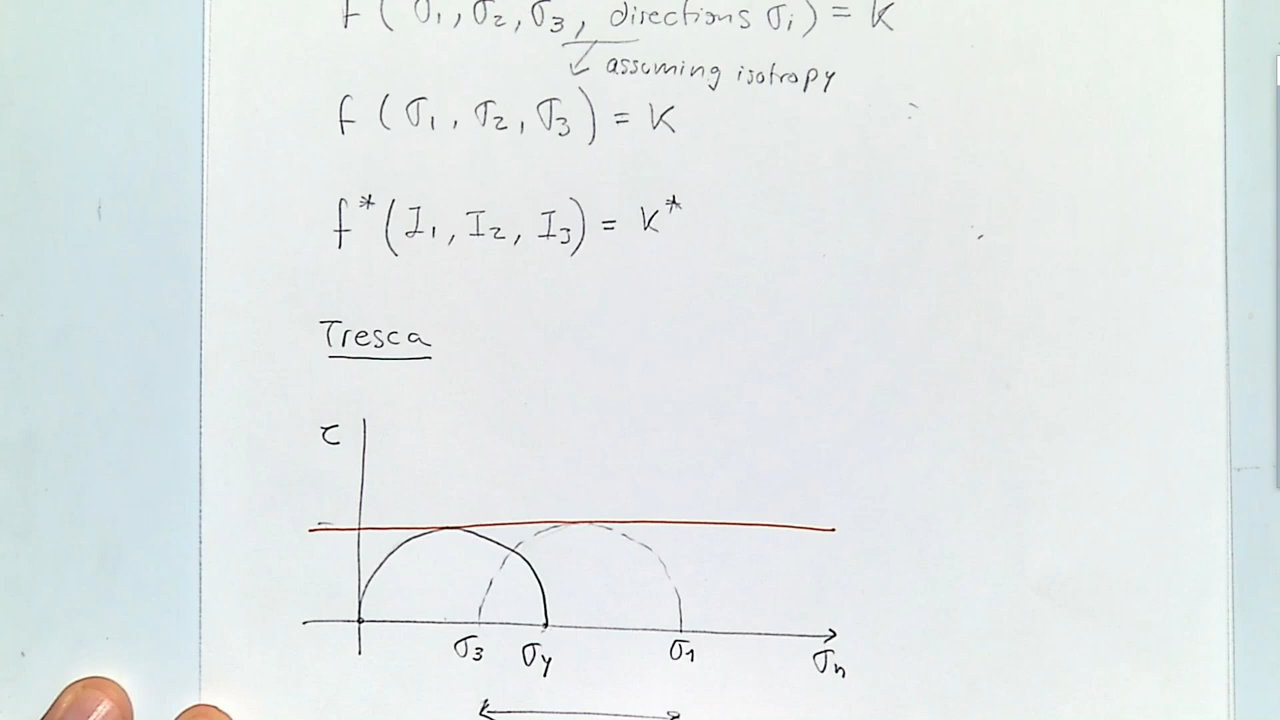 f ( σ₁, σ₂, σ₃, directions σᵢ ) = K
assuming isotropy
f ( σ₁, σ₂, σ₃ ) = K
f* ( I₁, I₂, I₃ ) = K*
Tresca
τ
σ₃ σy σ₁ σn